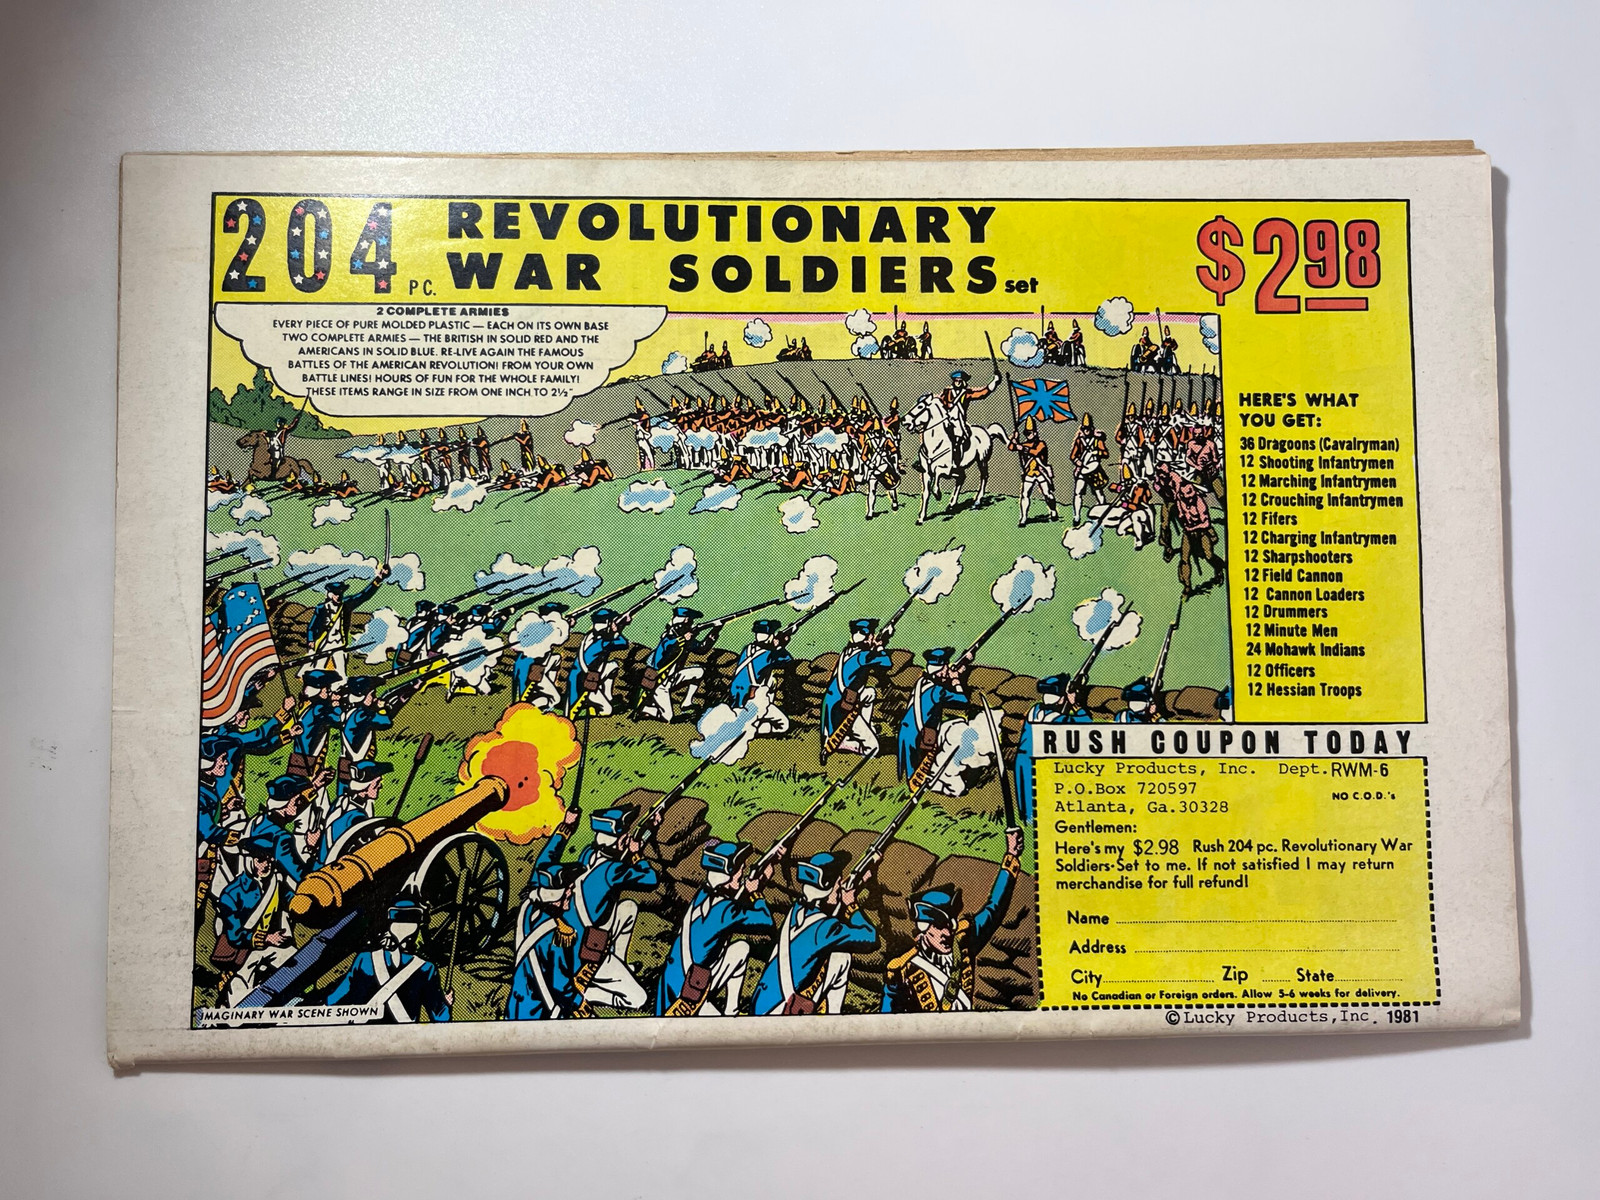 204 PC. REVOLUTIONARY
WAR SOLDIERS set
$2.98
2 COMPLETE ARMIES
EVERY PIECE OF PURE MOLDED PLASTIC — EACH ON ITS OWN BASE
TWO COMPLETE ARMIES — THE BRITISH IN SOLID RED AND THE
AMERICANS IN SOLID BLUE. RE-LIVE AGAIN THE FAMOUS
BATTLES OF THE AMERICAN REVOLUTION! FROM YOUR OWN
BATTLE LINES! HOURS OF FUN FOR THE WHOLE FAMILY!
THESE ITEMS RANGE IN SIZE FROM ONE INCH TO 2½"
HERE'S WHAT
YOU GET:
36 Dragoons (Cavalryman)
12 Shooting Infantrymen
12 Marching Infantrymen
12 Crouching Infantrymen
12 Fifers
12 Charging Infantrymen
12 Sharpshooters
12 Field Cannon
12 Cannon Loaders
12 Drummers
12 Minute Men
24 Mohawk Indians
12 Officers
12 Hessian Troops
RUSH COUPON TODAY
Lucky Products, Inc. Dept.RWM-6
P.O.Box 720597
NO C.O.D.'s
Atlanta, Ga.30328
Gentlemen:
Here's my $2.98 Rush 204 pc. Revolutionary War
Soldiers-Set to me. If not satisfied I may return
merchandise for full refund!
Name
Address
City Zip State
No Canadian or Foreign orders. Allow 5-6 weeks for delivery.
IMAGINARY WAR SCENE SHOWN
©Lucky Products,Inc. 1981